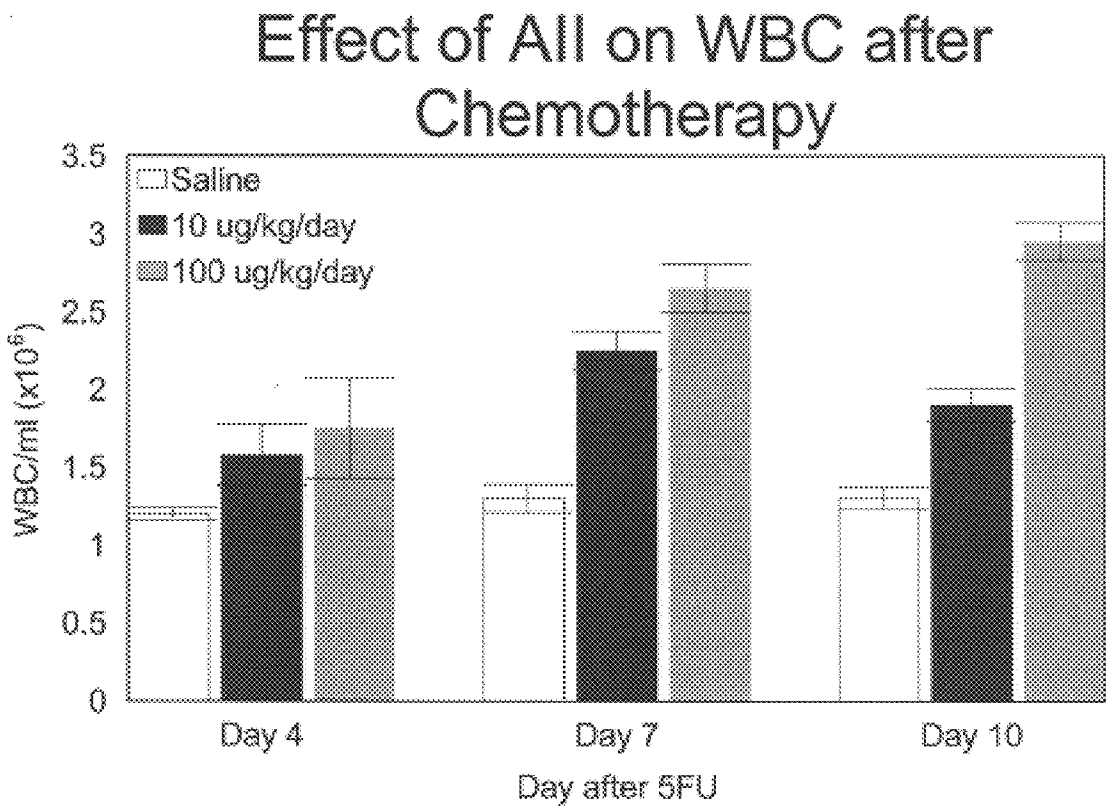 Effect of AII on WBC after
Chemotherapy
3.5
3
2.5
2
1.5
1
0.5
0
WBC/ml (x10⁶)
Saline
10 ug/kg/day
100 ug/kg/day
Day 4
Day 7
Day 10
Day after 5FU